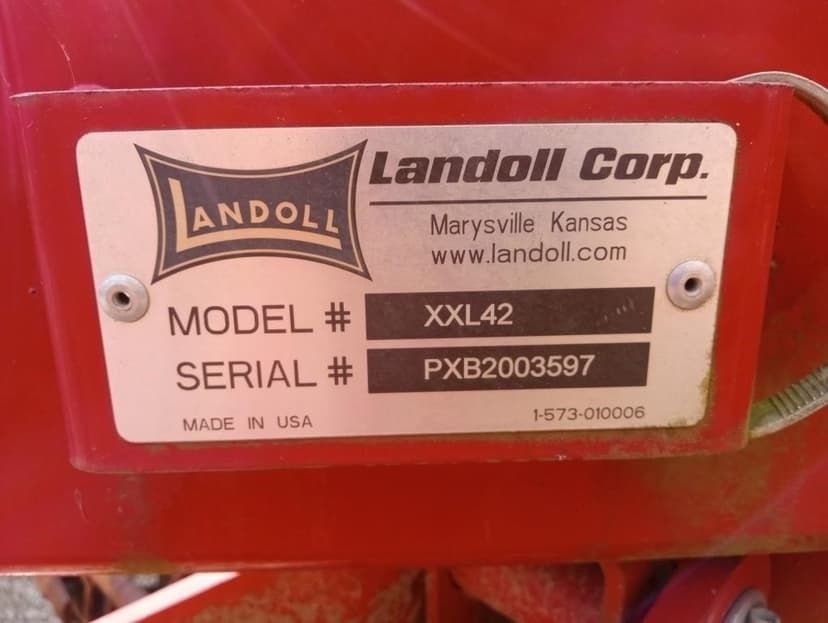 LANDOLL
Landoll Corp.
Marysville Kansas
www.landoll.com
MODEL # XXL42
SERIAL # PXB2003597
MADE IN USA 1-573-010006